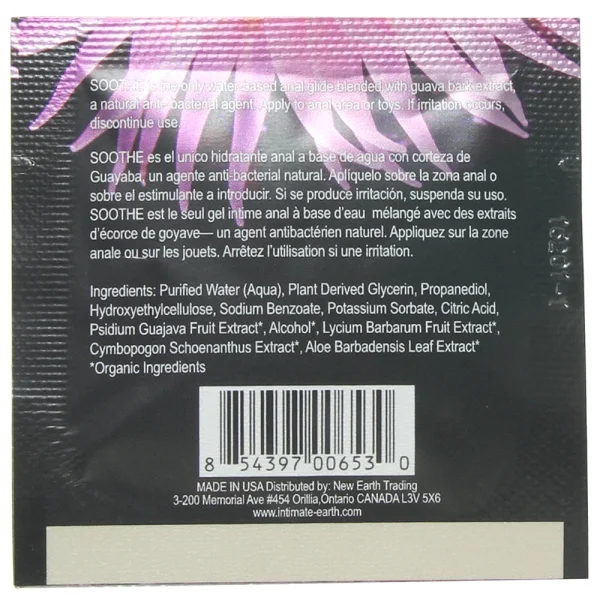 SOOTHE is the only water based anal glide blended with guava bark extract,
a natural anti-bacterial agent. Apply to anal area or toys. If irritation occurs,
discontinue use.
SOOTHE es el unico hidratante anal a base de agua con corteza de
Guayaba, un agente anti-bacterial natural. Apliquelo sobre la zona anal o
sobre el estimulante a introducir. Si se produce irritación, suspenda su uso.
SOOTHE est le seul gel intime anal à base d'eau mélangé avec des extraits
d'écorce de goyave— un agent antibactérien naturel. Appliquez sur la zone
anale ou sur les jouets. Arrêtez l'utilisation si une irritation.
Ingredients: Purified Water (Aqua), Plant Derived Glycerin, Propanediol,
Hydroxyethylcellulose, Sodium Benzoate, Potassium Sorbate, Citric Acid,
Psidium Guajava Fruit Extract*, Alcohol*, Lycium Barbarum Fruit Extract*,
Cymbopogon Schoenanthus Extract*, Aloe Barbadensis Leaf Extract*
*Organic Ingredients
8 54397 00653 0
MADE IN USA Distributed by: New Earth Trading
3-200 Memorial Ave #454 Orillia,Ontario CANADA L3V 5X6
www.intimate-earth.com